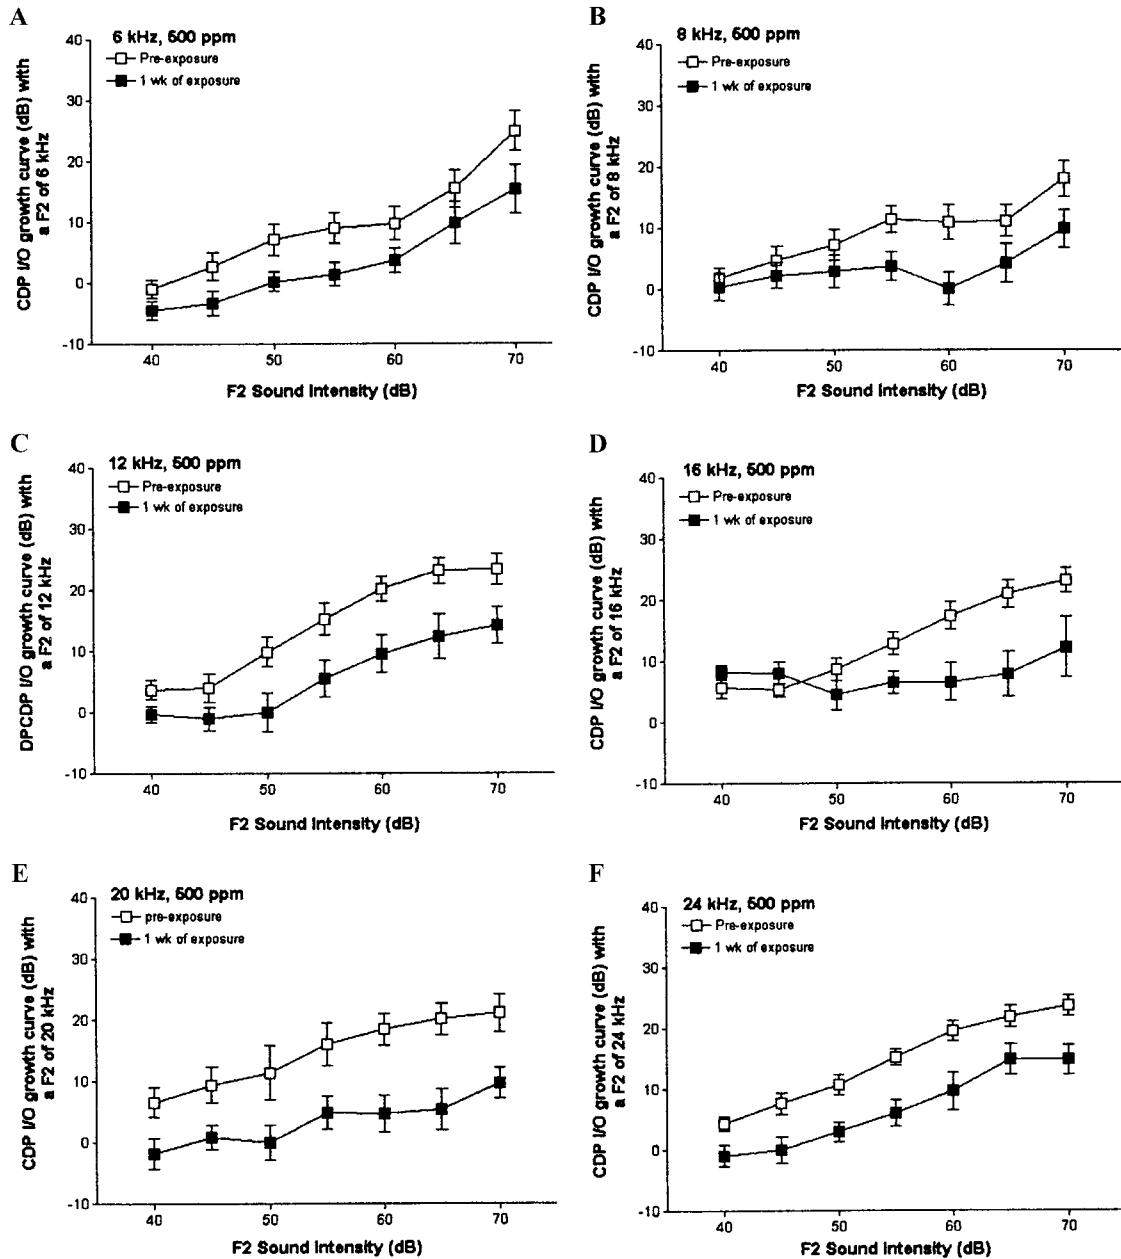 A
6 kHz, 500 ppm
Pre-exposure
1 wk of exposure
40
30
20
10
0
-10
CDP I/O growth curve (dB) with
a F2 of 6 kHz
40
50
60
70
F2 Sound Intensity (dB)
B
8 kHz, 500 ppm
Pre-exposure
1 wk of exposure
40
30
20
10
0
-10
CDP I/O growth curve (dB) with
a F2 of 8 kHz
40
50
60
70
F2 Sound Intensity (dB)
C
12 kHz, 500 ppm
Pre-exposure
1 wk of exposure
40
30
20
10
0
-10
DPCDP I/O growth curve (dB) with
a F2 of 12 kHz
40
50
60
70
F2 Sound Intensity (dB)
D
16 kHz, 500 ppm
Pre-exposure
1 wk of exposure
40
30
20
10
0
-10
CDP I/O growth curve (dB) with
a F2 of 16 kHz
40
50
60
70
F2 Sound Intensity (dB)
E
20 kHz, 500 ppm
pre-exposure
1 wk of exposure
40
30
20
10
0
-10
CDP I/O growth curve (dB) with
a F2 of 20 kHz
40
50
60
70
F2 Sound Intensity (dB)
F
24 kHz, 500 ppm
Pre-exposure
1 wk of exposure
40
30
20
10
0
-10
CDP I/O growth curve (dB) with
a F2 of 24 kHz
40
50
60
70
F2 Sound Intensity (dB)